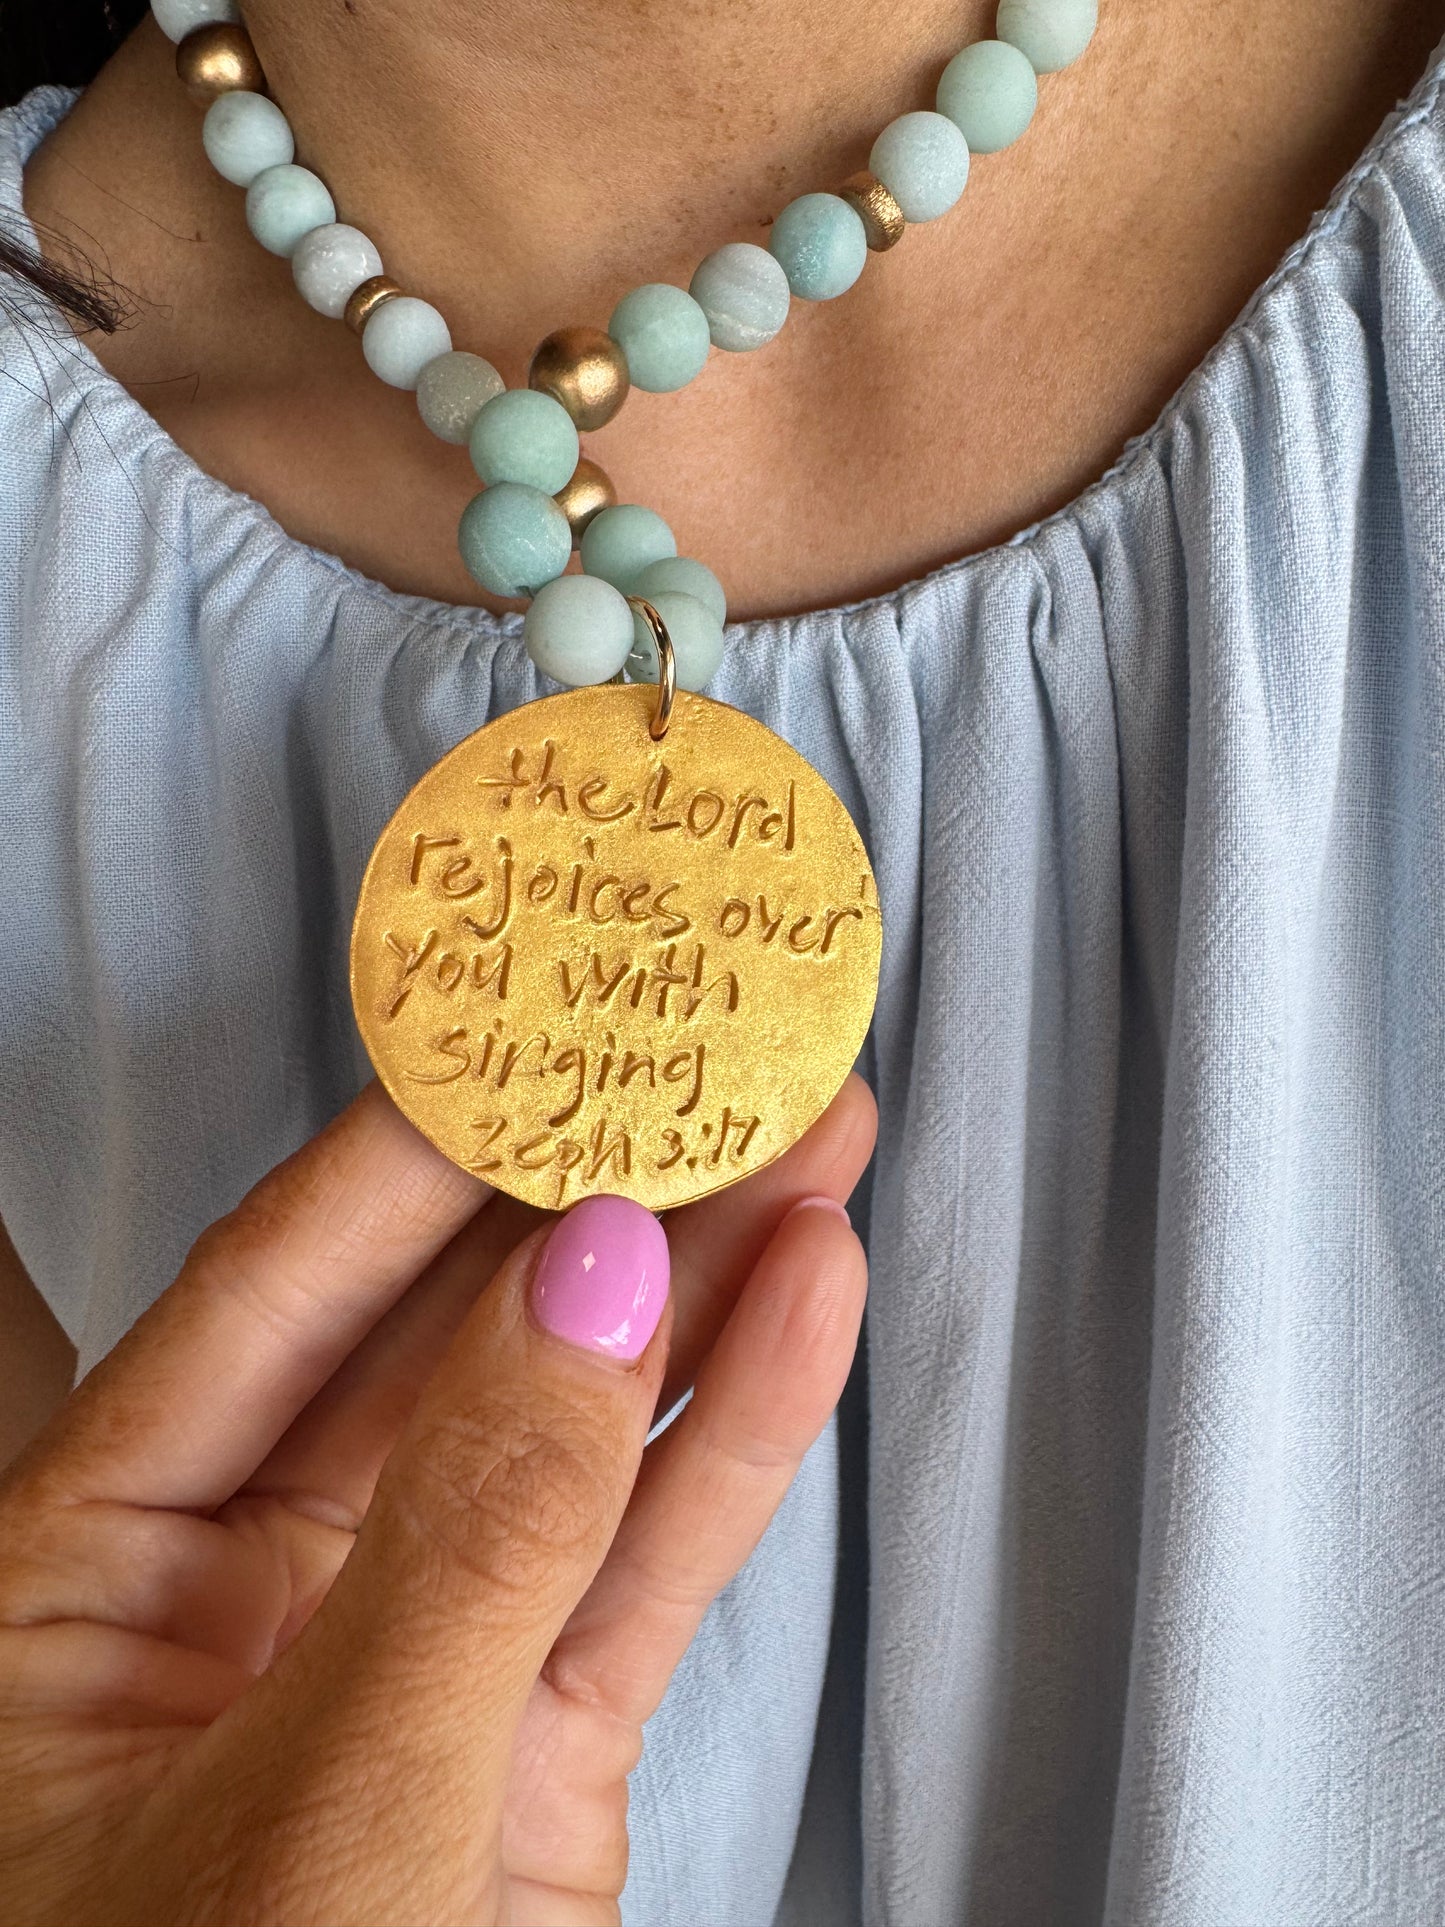 the Lord
rejoices over
you with
singing
Zeph 3:17